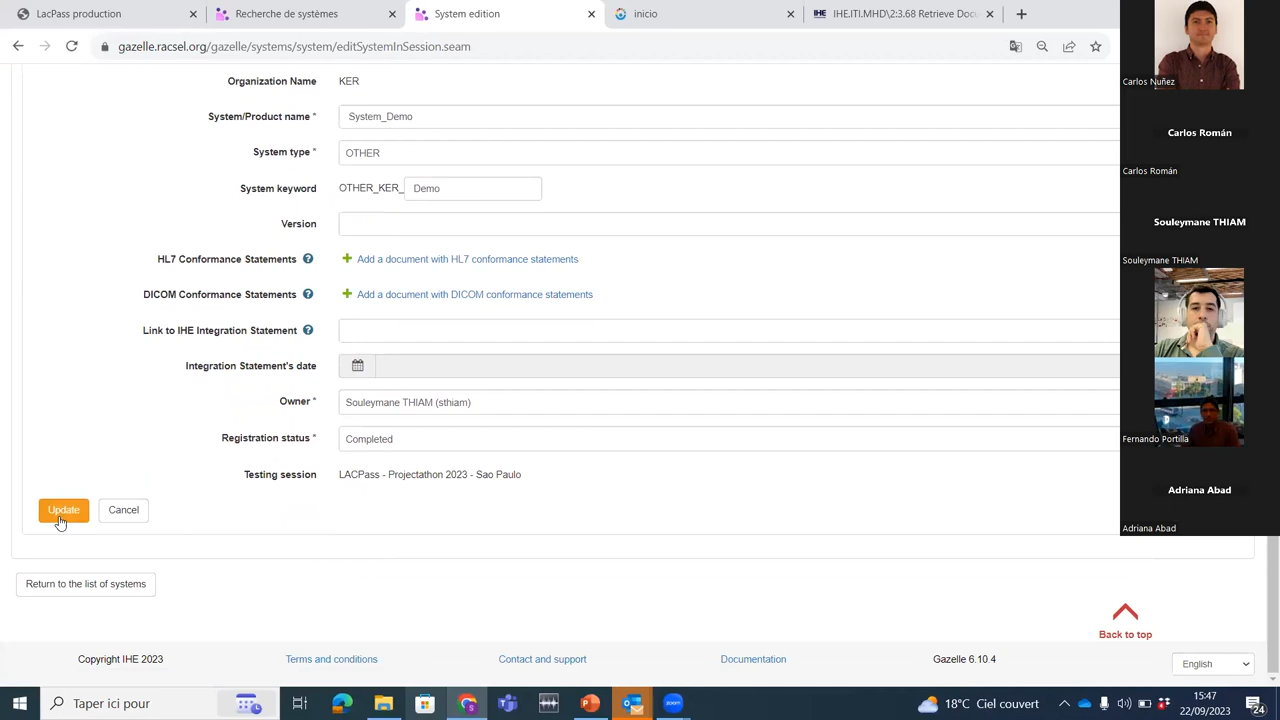 LacPass production
Recherche de systèmes
System edition
inicio
IHE.ITI.MHD\2:3.68 Retrieve Docu
gazelle.racsel.org/gazelle/systems/system/editSystemInSession.seam
Organization Name KER
System/Product name * System_Demo
System type * OTHER
System keyword OTHER_KER_ Demo
Version
HL7 Conformance Statements Add a document with HL7 conformance statements
DICOM Conformance Statements Add a document with DICOM conformance statements
Link to IHE Integration Statement
Integration Statement's date
Owner * Souleymane THIAM (sthiam)
Registration status * Completed
Testing session LACPass - Projectathon 2023 - Sao Paulo
Update Cancel
Return to the list of systems
Back to top
Copyright IHE 2023 Terms and conditions Contact and support Documentation Gazelle 6.10.4
English
Carlos Nuñez
Carlos Román
Carlos Román
Souleymane THIAM
Souleymane THIAM
Fernando Portilla
Adriana Abad
Adriana Abad
Taper ici pour
18°C Ciel couvert
15:47
22/09/2023
24